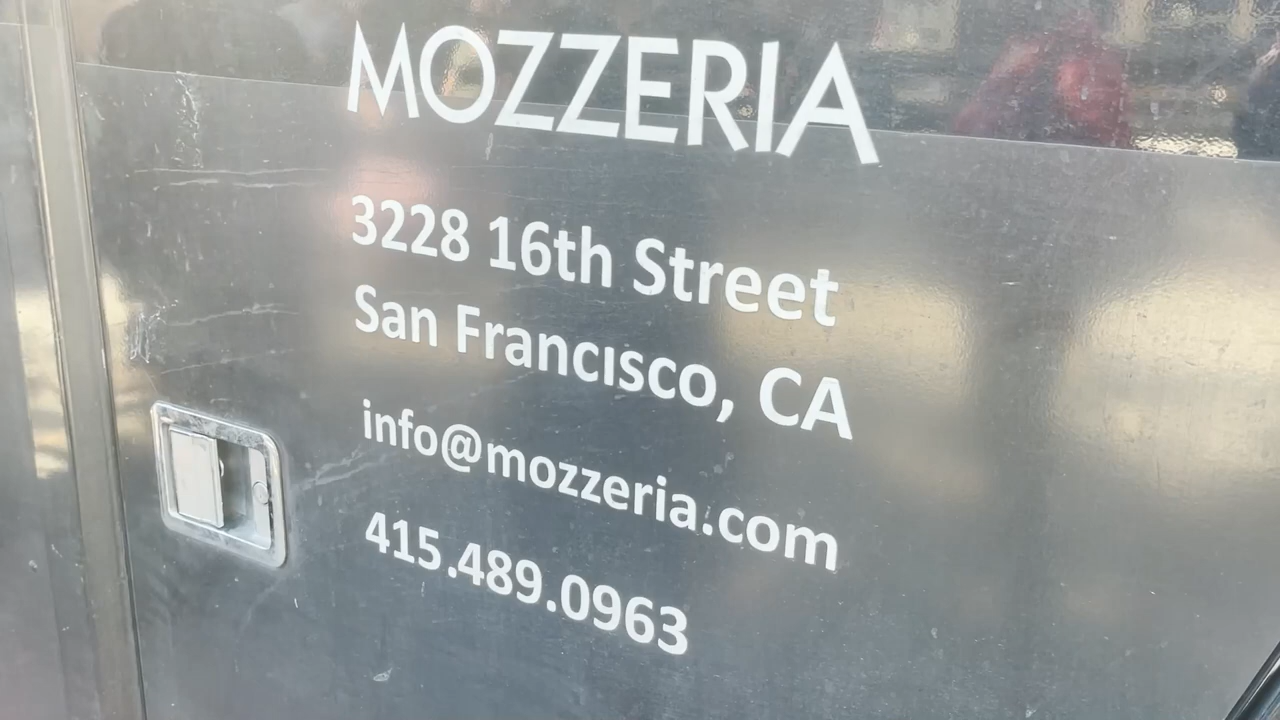 MOZZERIA
3228 16th Street
San Francisco, CA
info@mozzeria.com
415.489.0963